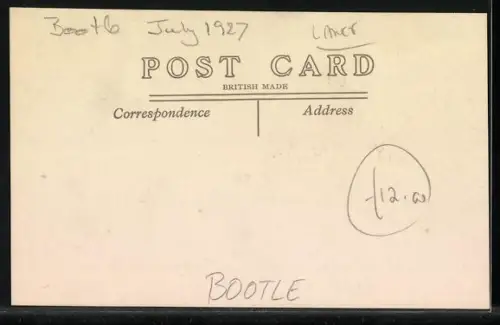 Bootle July 1927 LANCS
POST CARD
BRITISH MADE
Correspondence Address
£12.00
BOOTLE